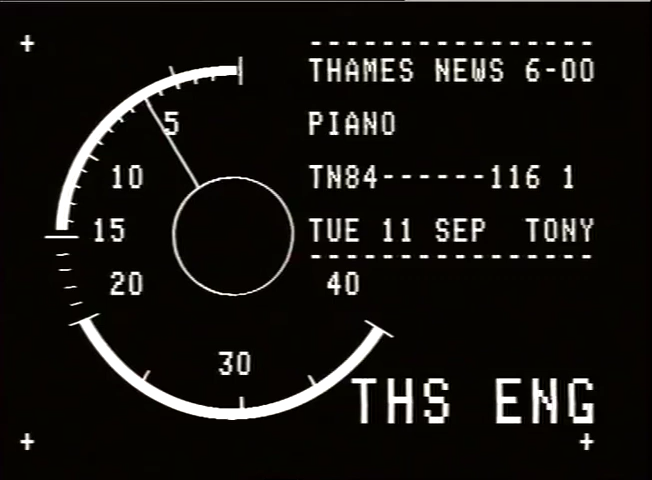 THAMES NEWS 6-00
PIANO
TN84------116 1
TUE 11 SEP TONY
5
10
15
20
30
40
THS ENG